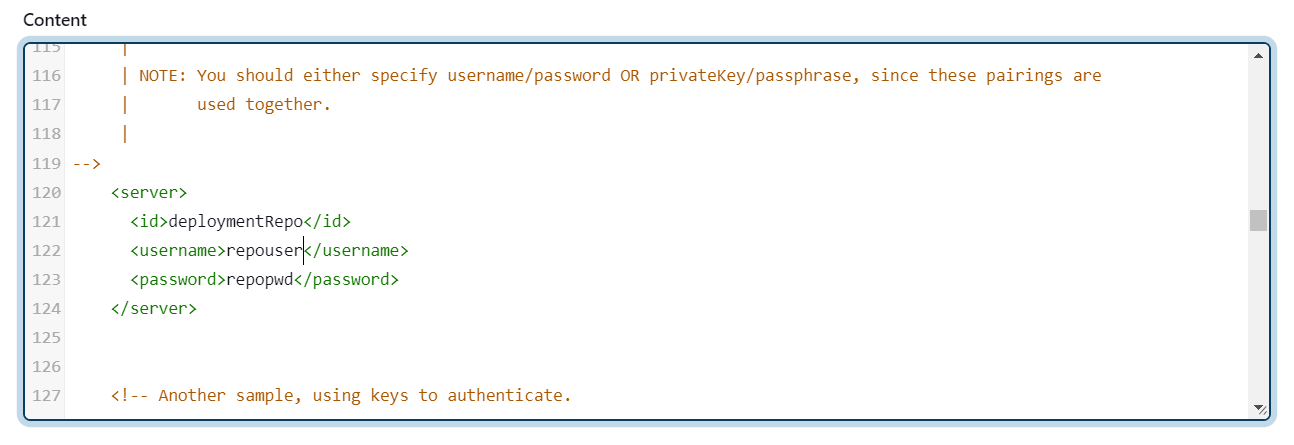 Content
115 |
116 | NOTE: You should either specify username/password OR privateKey/passphrase, since these pairings are
117 | used together.
118 |
119 -->
120 <server>
121 <id>deploymentRepo</id>
122 <username>repouser</username>
123 <password>repopwd</password>
124 </server>
125
126
127 <!-- Another sample, using keys to authenticate.